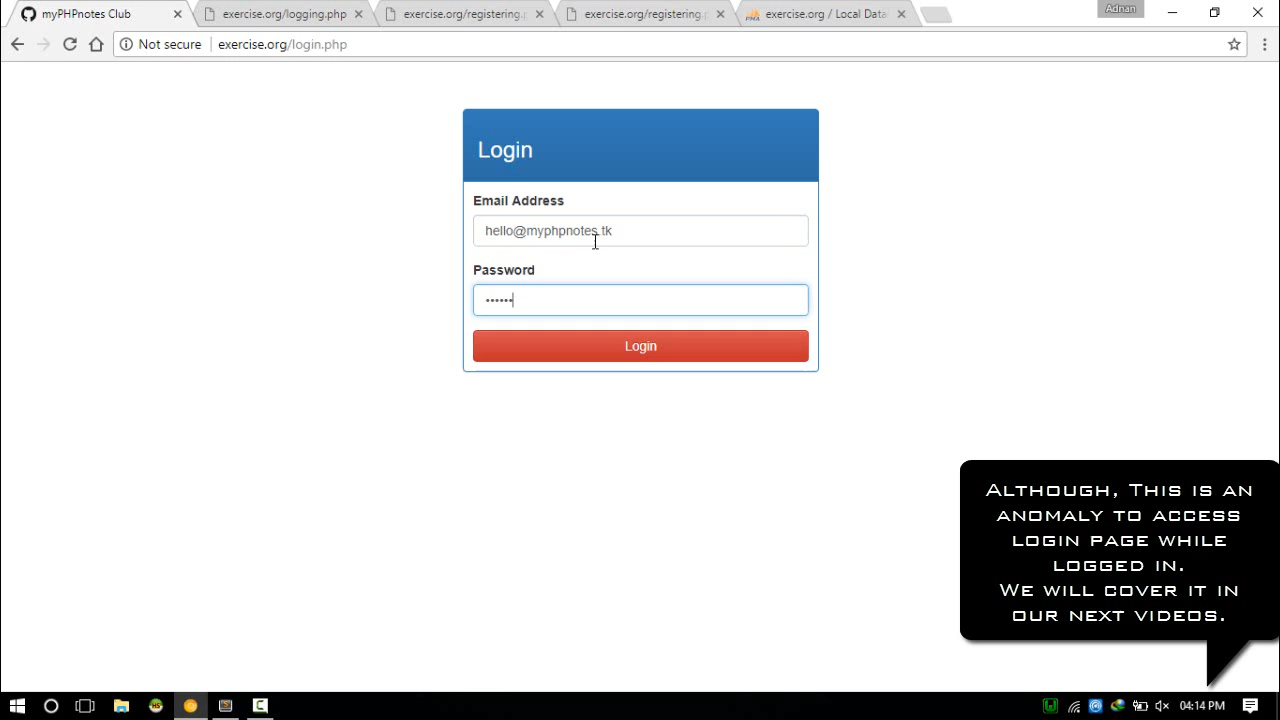 myPHPnotes Club
exercise.org/logging.php
exercise.org/registering.
exercise.org/registering.
exercise.org / Local Data
Adnan
Not secure
exercise.org/login.php
Login
Email Address
hello@myphpnotes.tk
Password
••••••
Login
Although, This is an
anomaly to access
login page while
logged in.
We will cover it in
our next videos.
04:14 PM